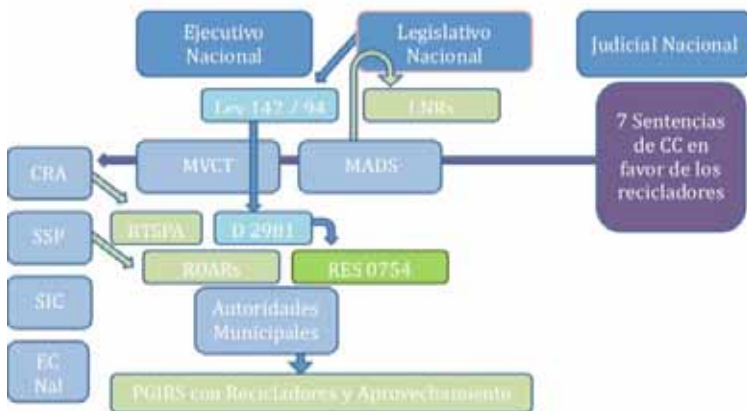 Ejecutivo
Nacional
Legislativo
Nacional
Judicial Nacional
Ley 142 / 94
LNRs
7 Sentencias
de CC en
favor de los
recicladores
CRA
MVCT
MADS
SSP
RTSPA
D 2981
ROARs
RES 0754
SIC
Autoridades
Municipales
EC
Nal
PGIRS con Recicladores y Aprovechamiento